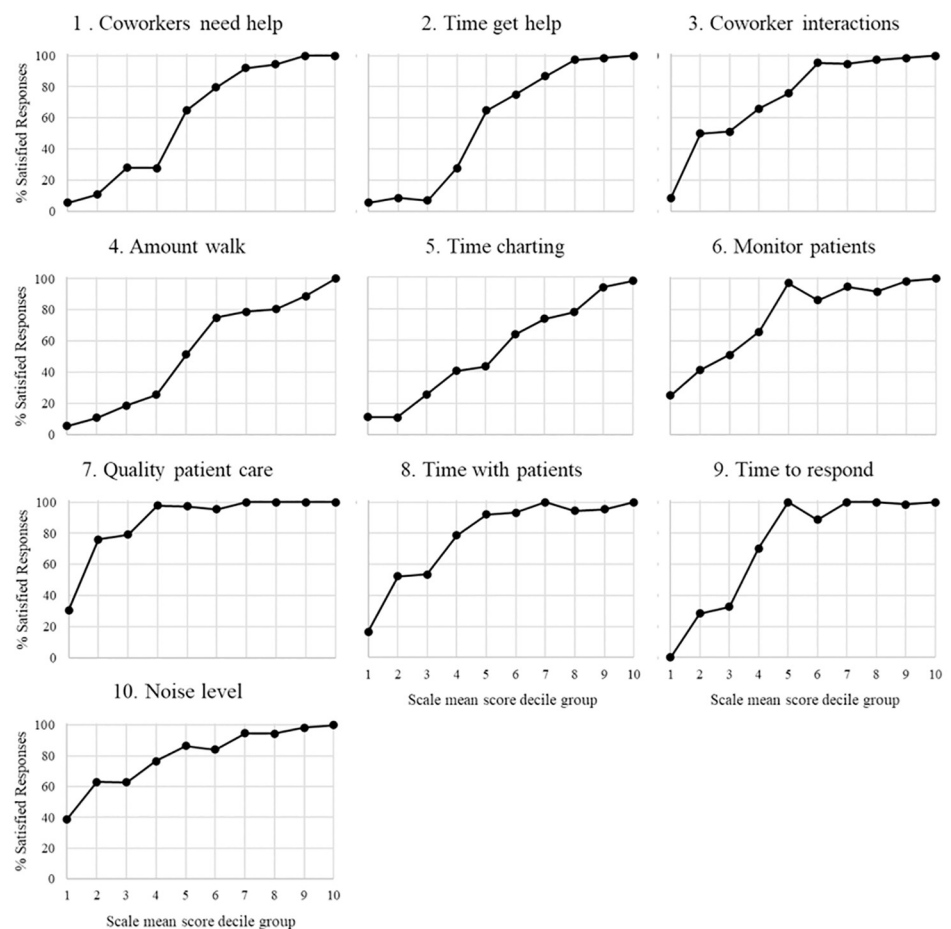 1 . Coworkers need help
2. Time get help
3. Coworker interactions
% Satisfied Responses
100
80
60
40
20
0
4. Amount walk
5. Time charting
6. Monitor patients
% Satisfied Responses
100
80
60
40
20
0
7. Quality patient care
8. Time with patients
9. Time to respond
% Satisfied Responses
100
80
60
40
20
0
1 2 3 4 5 6 7 8 9 10
1 2 3 4 5 6 7 8 9 10
Scale mean score decile group
Scale mean score decile group
10. Noise level
% Satisfied Responses
100
80
60
40
20
0
1 2 3 4 5 6 7 8 9 10
Scale mean score decile group